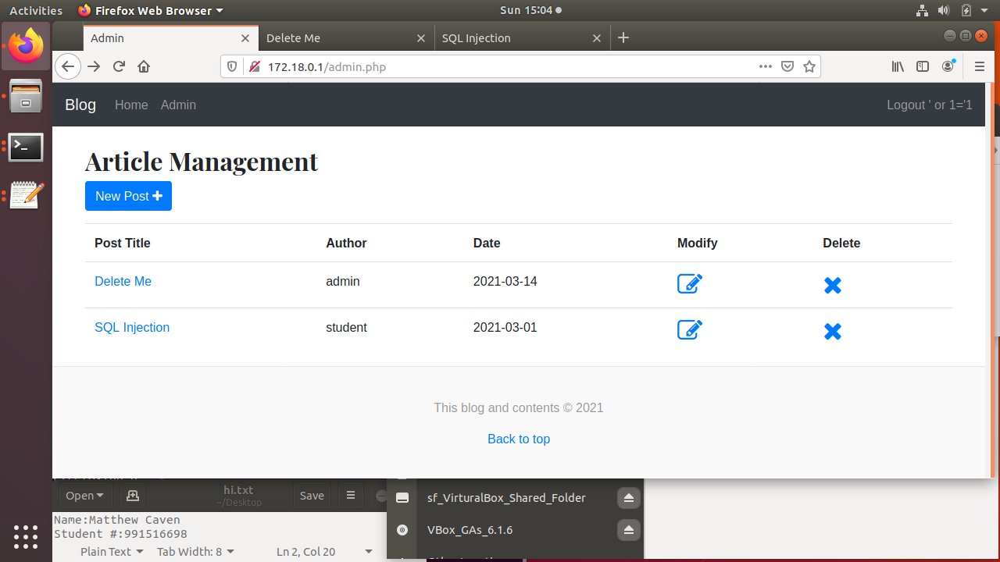 Activities Firefox Web Browser Sun 15:04
Admin Delete Me SQL Injection
172.18.0.1/admin.php
Blog Home Admin Logout ' or 1='1
Article Management
New Post
Post Title Author Date Modify Delete
Delete Me admin 2021-03-14
SQL Injection student 2021-03-01
This blog and contents © 2021
Back to top
Open hi.txt Save
~/Desktop
sf_VirturalBox_Shared_Folder
Name:Matthew Caven
VBox_GAs_6.1.6
Student #:991516698
Plain Text Tab Width: 8 Ln 2, Col 20